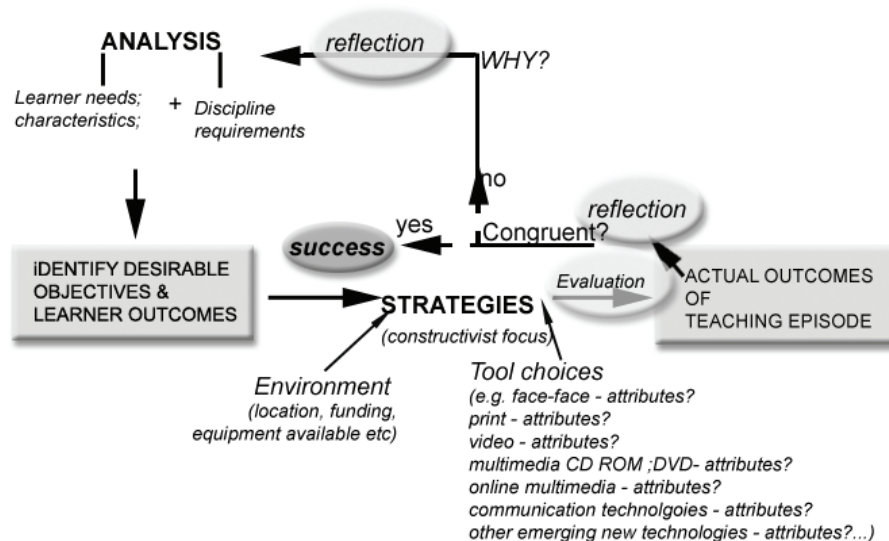 ANALYSIS
reflection
WHY?
Learner needs;
characteristics;
+
Discipline
requirements
no
reflection
yes
Congruent?
success
iDENTIFY DESIRABLE
OBJECTIVES &
LEARNER OUTCOMES
STRATEGIES
(constructivist focus)
Evaluation
ACTUAL OUTCOMES
OF
TEACHING EPISODE
Environment
(location, funding,
equipment available etc)
Tool choices
(e.g. face-face - attributes?
print - attributes?
video - attributes?
multimedia CD ROM ;DVD- attributes?
online multimedia - attributes?
communication technolgoies - attributes?
other emerging new technologies - attributes?...)